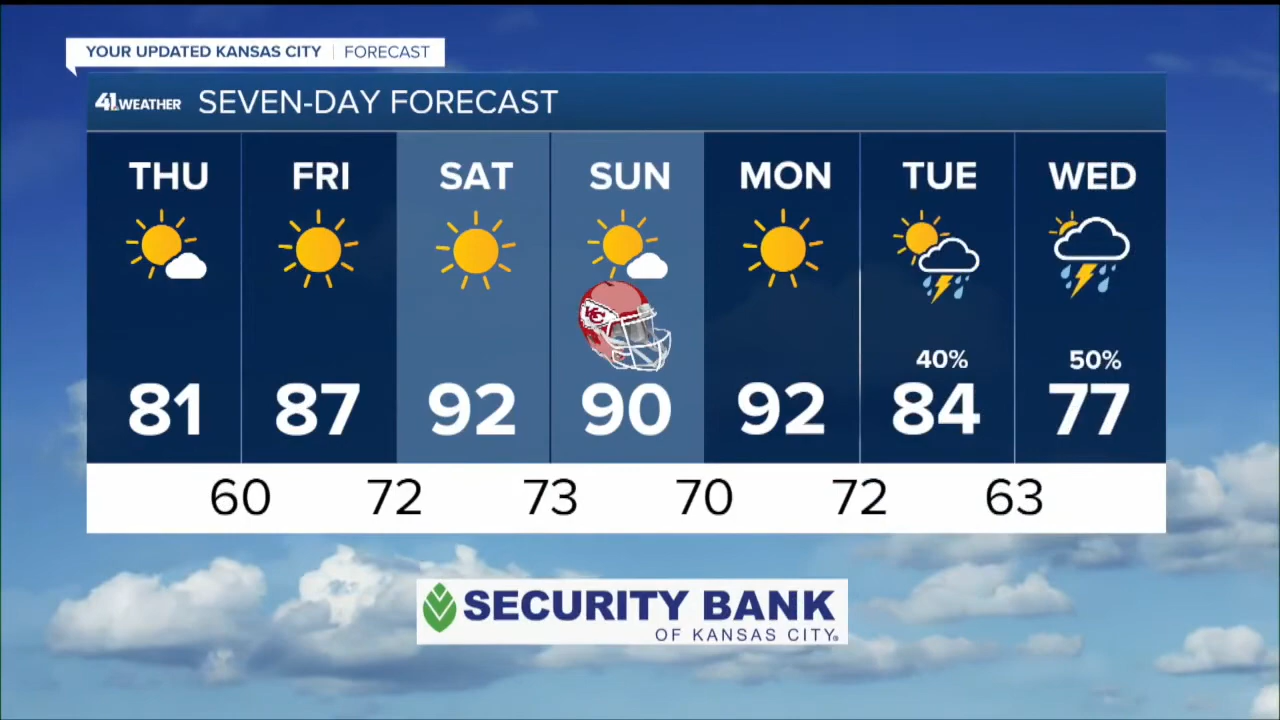 YOUR UPDATED KANSAS CITY | FORECAST
41 WEATHER SEVEN-DAY FORECAST
THU FRI SAT SUN MON TUE WED
KC
40% 50%
81 87 92 90 92 84 77
60 72 73 70 72 63
SECURITY BANK
OF KANSAS CITY